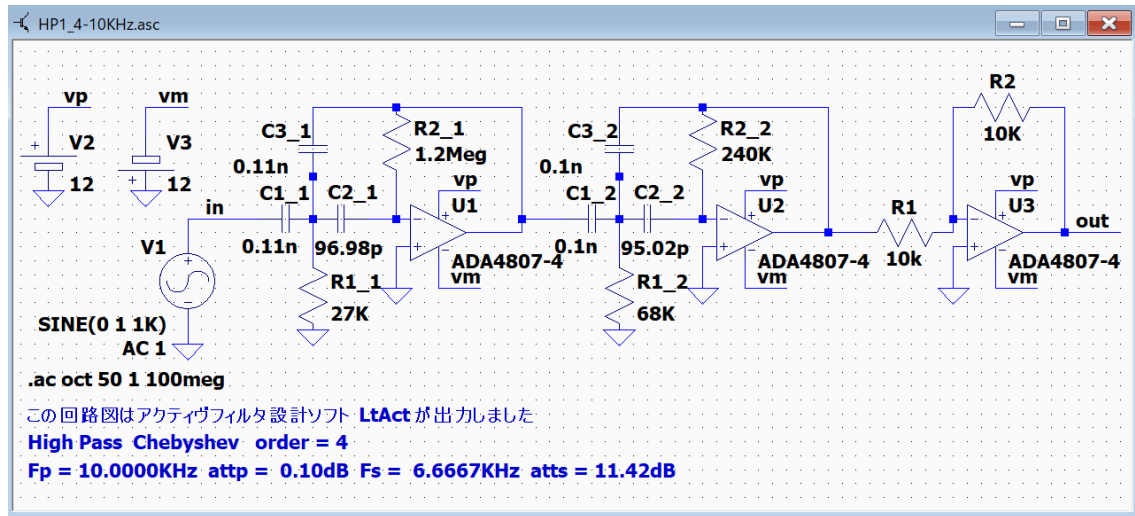 HP1_4-10KHz.asc
R2
vp vm
C3_1 R2_1 C3_2 R2_2 10K
V2 V3 1.2Meg 240K
+ 0.11n 0.1n
12 + 12 C1_1 C2_1 vp C1_2 C2_2 vp vp
in U1 U2 R1 U3 out
V1 0.11n 96.98p 0.1n 95.02p
ADA4807-4 ADA4807-4 10k ADA4807-4
R1_1 vm R1_2 vm vm
27K 68K
SINE(0 1 1K)
AC 1
.ac oct 50 1 100meg
この回路図はアクティヴフィルタ設計ソフト LtAct が出力しました
High Pass Chebyshev order = 4
Fp = 10.0000KHz attp = 0.10dB Fs = 6.6667KHz atts = 11.42dB